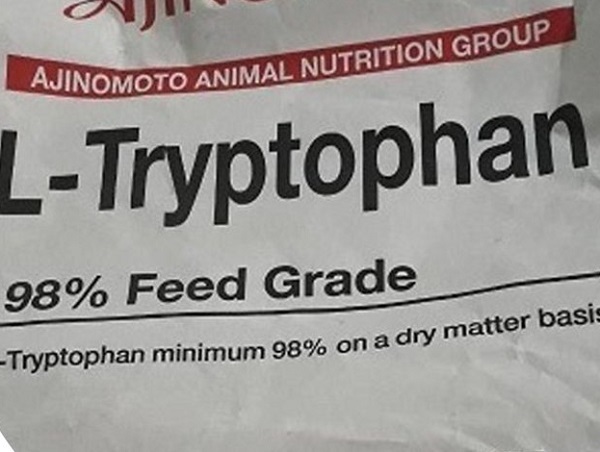 AJINOMOTO ANIMAL NUTRITION GROUP
L-Tryptophan
98% Feed Grade
-Tryptophan minimum 98% on a dry matter basis